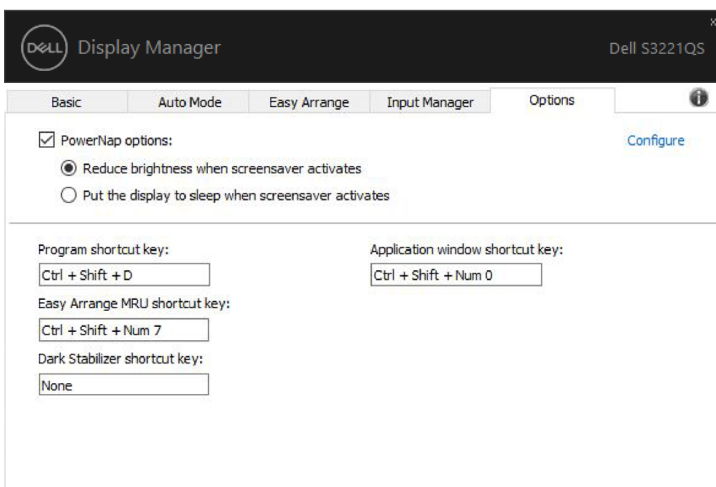 DELL Display Manager
Dell S3221QS
Basic Auto Mode Easy Arrange Input Manager Options
PowerNap options:
Configure
Reduce brightness when screensaver activates
Put the display to sleep when screensaver activates
Program shortcut key:
Application window shortcut key:
Ctrl + Shift + D
Ctrl + Shift + Num 0
Easy Arrange MRU shortcut key:
Ctrl + Shift + Num 7
Dark Stabilizer shortcut key:
None